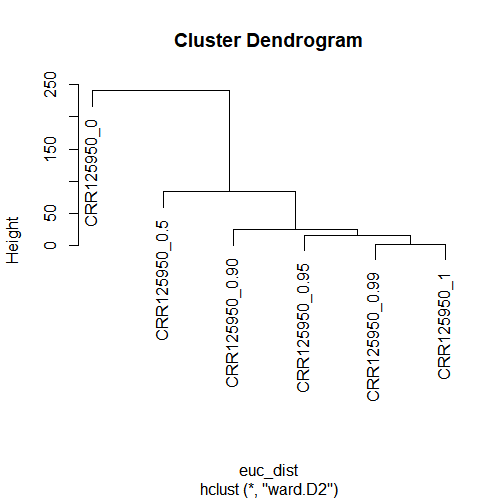 Cluster Dendrogram
Height
250
150
50
0
CRR125950_0
CRR125950_0.5
CRR125950_0.90
CRR125950_0.95
CRR125950_0.99
CRR125950_1
euc_dist
hclust (*, "ward.D2")